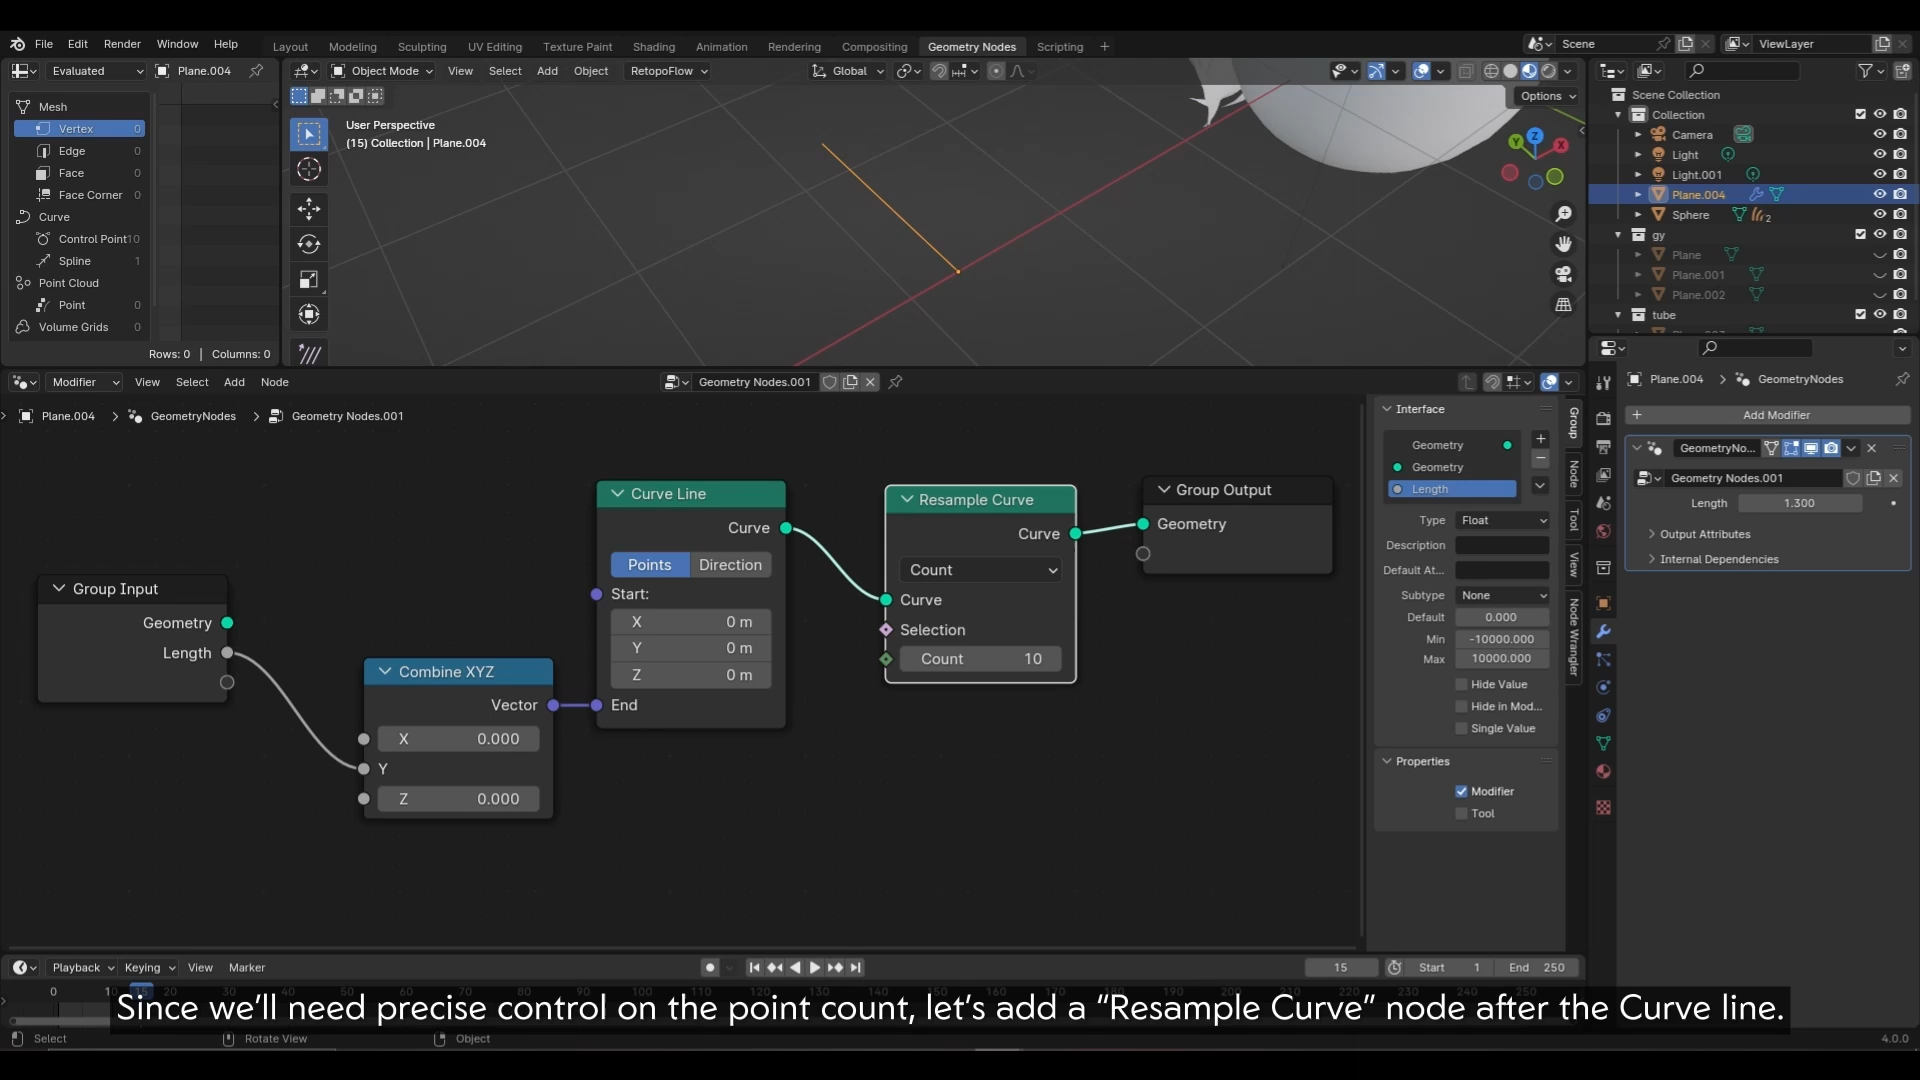 File Edit Render Window Help
Layout Modeling Sculpting UV Editing Texture Paint Shading Animation Rendering Compositing Geometry Nodes Scripting +
Scene
ViewLayer
Evaluated
Plane.004
Object Mode View Select Add Object RetopoFlow
Global
Options
Mesh
Vertex 0
Edge 0
Face 0
Face Corner 0
Curve
Control Point 10
Spline 1
Point Cloud
Point 0
Volume Grids 0
Rows: 0 | Columns: 0
User Perspective
(15) Collection | Plane.004
Z
Y
X
Scene Collection
Collection
Camera
Light
Light.001
Plane.004
Sphere 2
gy
Plane
Plane.001
Plane.002
tube
Modifier View Select Add Node
Geometry Nodes.001
Plane.004 > GeometryNodes > Geometry Nodes.001
Group Input
Geometry
Length
Combine XYZ
Vector
X 0.000
Y
Z 0.000
Curve Line
Curve
Points Direction
Start:
X 0 m
Y 0 m
Z 0 m
End
Resample Curve
Curve
Count
Curve
Selection
Count 10
Group Output
Geometry
Interface
Geometry
Geometry
Length
Type Float
Description
Default At...
Subtype None
Default 0.000
Min -10000.000
Max 10000.000
Hide Value
Hide in Mod...
Single Value
Properties
Modifier
Tool
Group
Node
Tool
View
Node Wrangler
Plane.004 > GeometryNodes
+ Add Modifier
GeometryNo...
Geometry Nodes.001
Length 1.300
Output Attributes
Internal Dependencies
Playback Keying View Marker
15
Start 1
End 250
0
Since we'll need precise control on the point count, let's add a “Resample Curve” node after the Curve line.
Select
Rotate View
Object
4.0.0